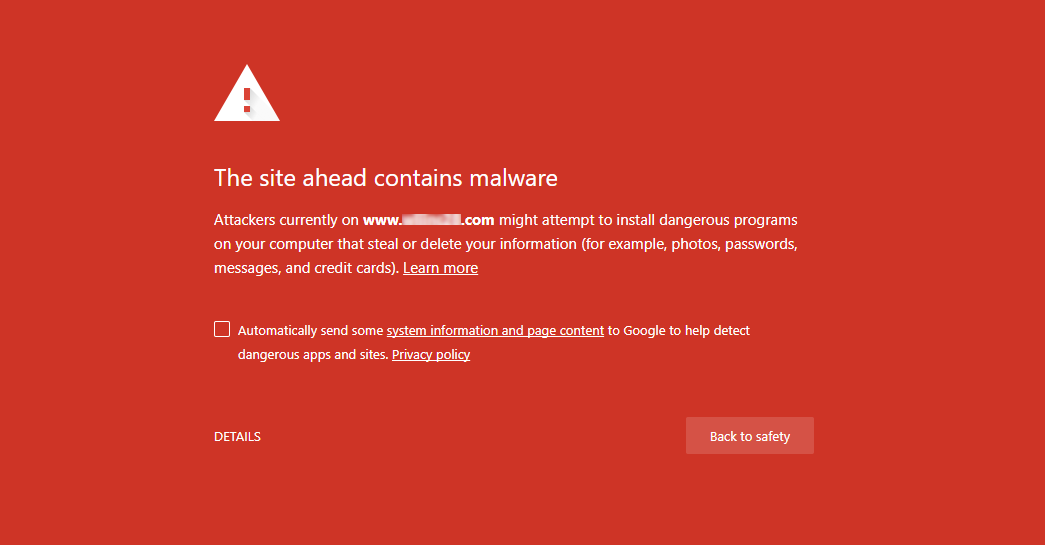 The site ahead contains malware
Attackers currently on www. .com might attempt to install dangerous programs
on your computer that steal or delete your information (for example, photos, passwords,
messages, and credit cards). Learn more
Automatically send some system information and page content to Google to help detect
dangerous apps and sites. Privacy policy
DETAILS
Back to safety